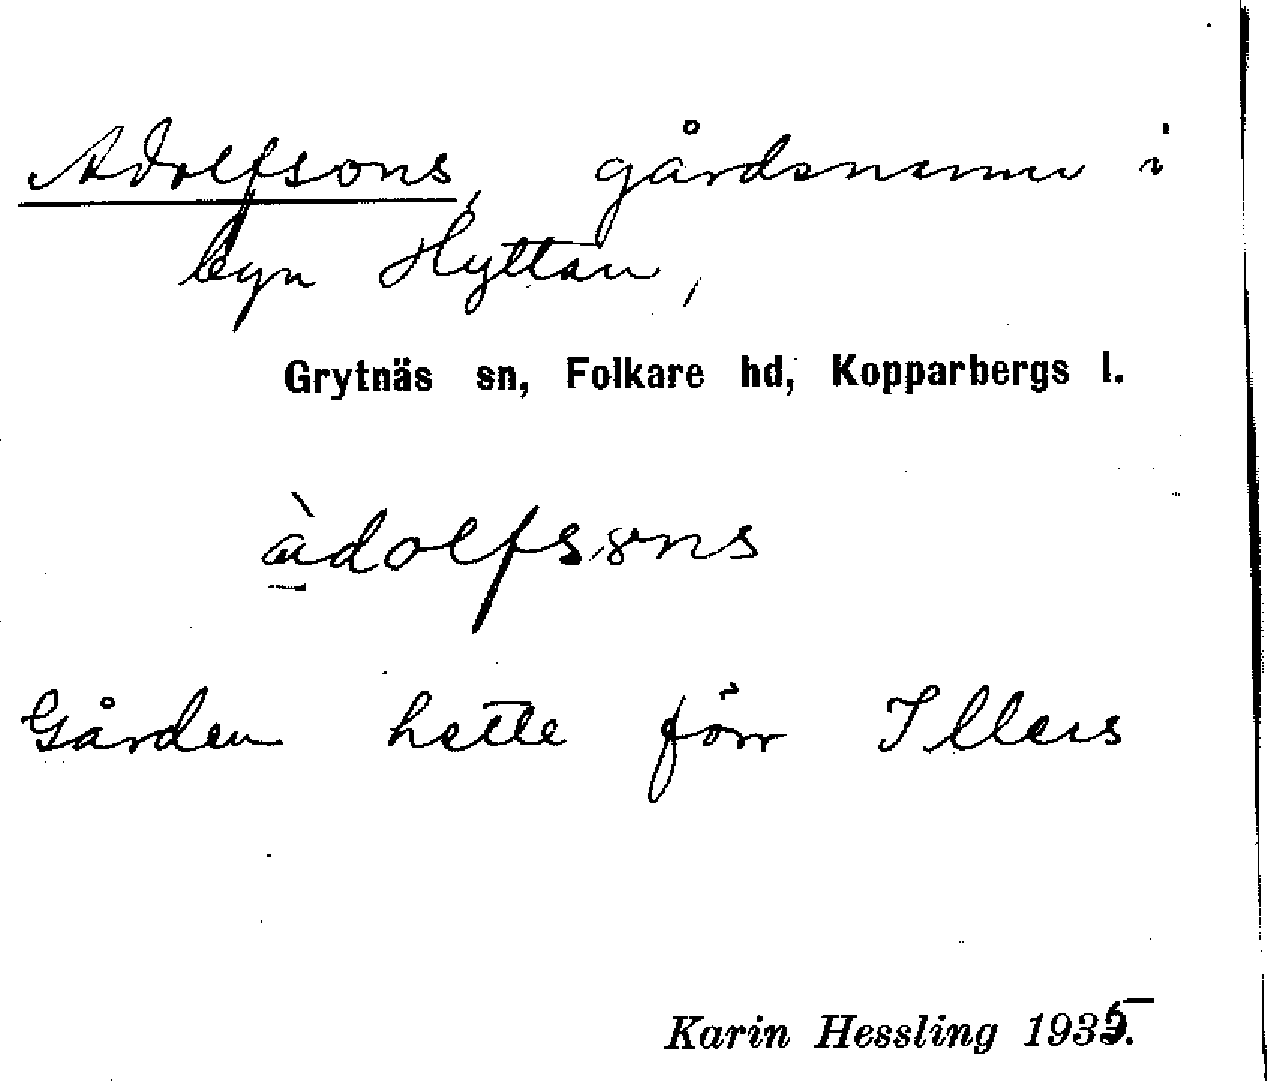 Adolfsons, gårdsnamn i
byn Hyttan,
Grytnäs sn, Folkare hd, Kopparbergs l.
àdolfsons
Gården hette förr Illers
Karin Hessling 1935.